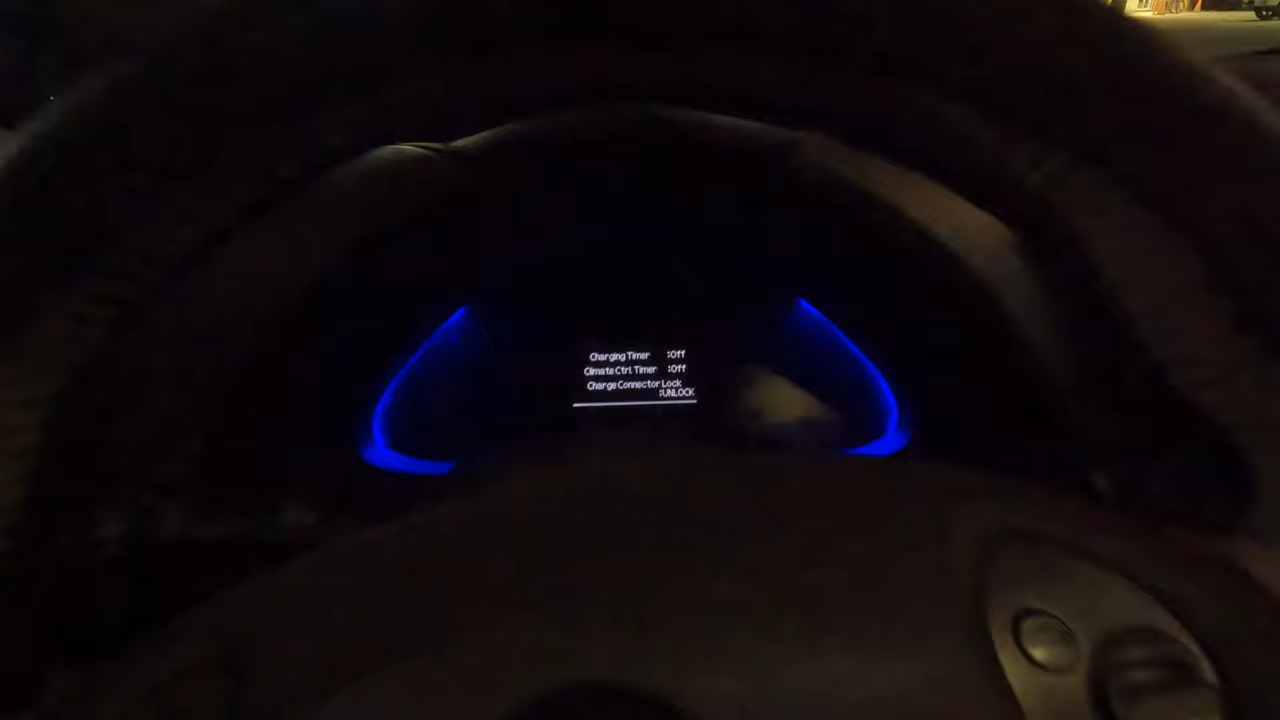 Charging Timer :Off
Climate Ctrl Timer :Off
Charge Connector Lock
:UNLOCK